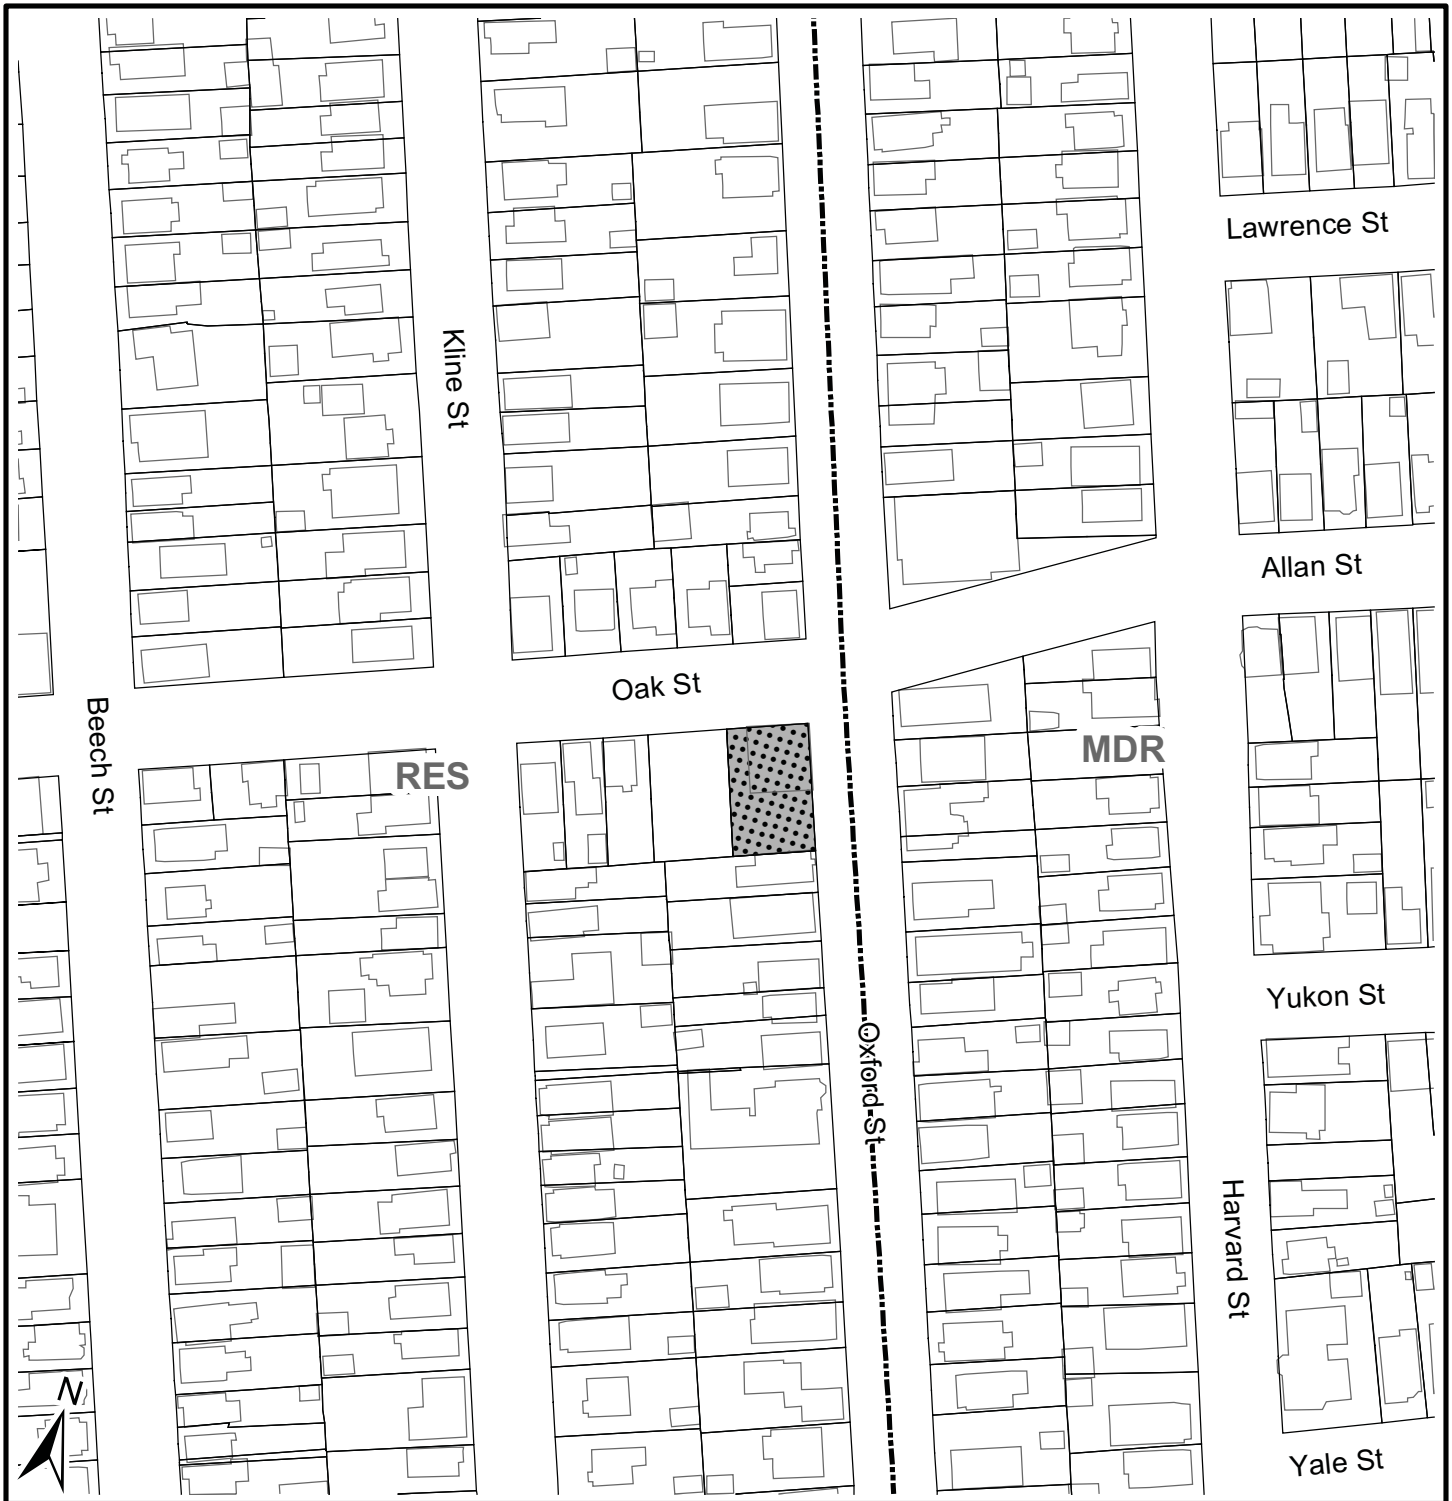 Lawrence St
Kline St
Allan St
Oak St
Beech St
RES
MDR
Yukon St
Oxford St
Harvard St
N
Yale St